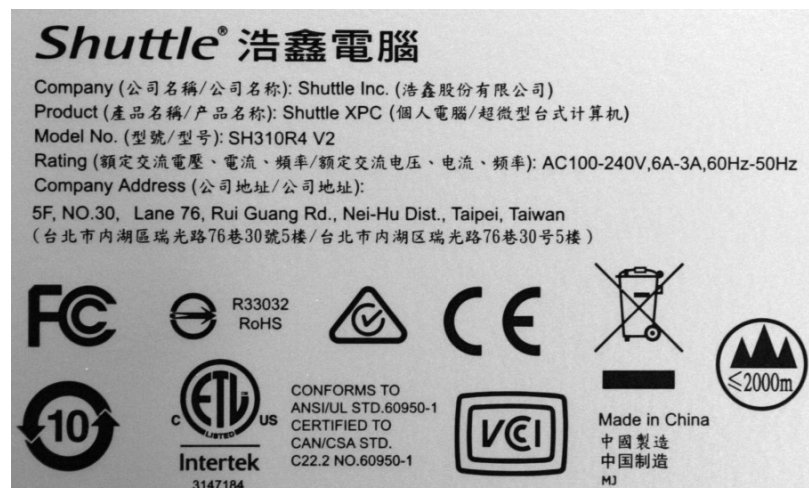 Shuttle® 浩鑫電腦
Company (公司名稱/公司名称): Shuttle Inc. (浩鑫股份有限公司)
Product (產品名稱/产品名称): Shuttle XPC (個人電腦/超微型台式计算机)
Model No. (型號/型号): SH310R4 V2
Rating (額定交流電壓、電流、頻率/额定交流电压、电流、频率): AC100-240V,6A-3A,60Hz-50Hz
Company Address (公司地址/公司地址):
5F, NO.30, Lane 76, Rui Guang Rd., Nei-Hu Dist., Taipei, Taiwan
(台北市内湖區瑞光路76巷30號5樓/台北市内湖区瑞光路76巷30号5楼)
FC
R33032
RoHS
CE
≤2000m
10
ETL
LISTED
C US
Intertek
3147184
CONFORMS TO
ANSI/UL STD.60950-1
CERTIFIED TO
CAN/CSA STD.
C22.2 NO.60950-1
VCI
Made in China
中國製造
中国制造
MJ